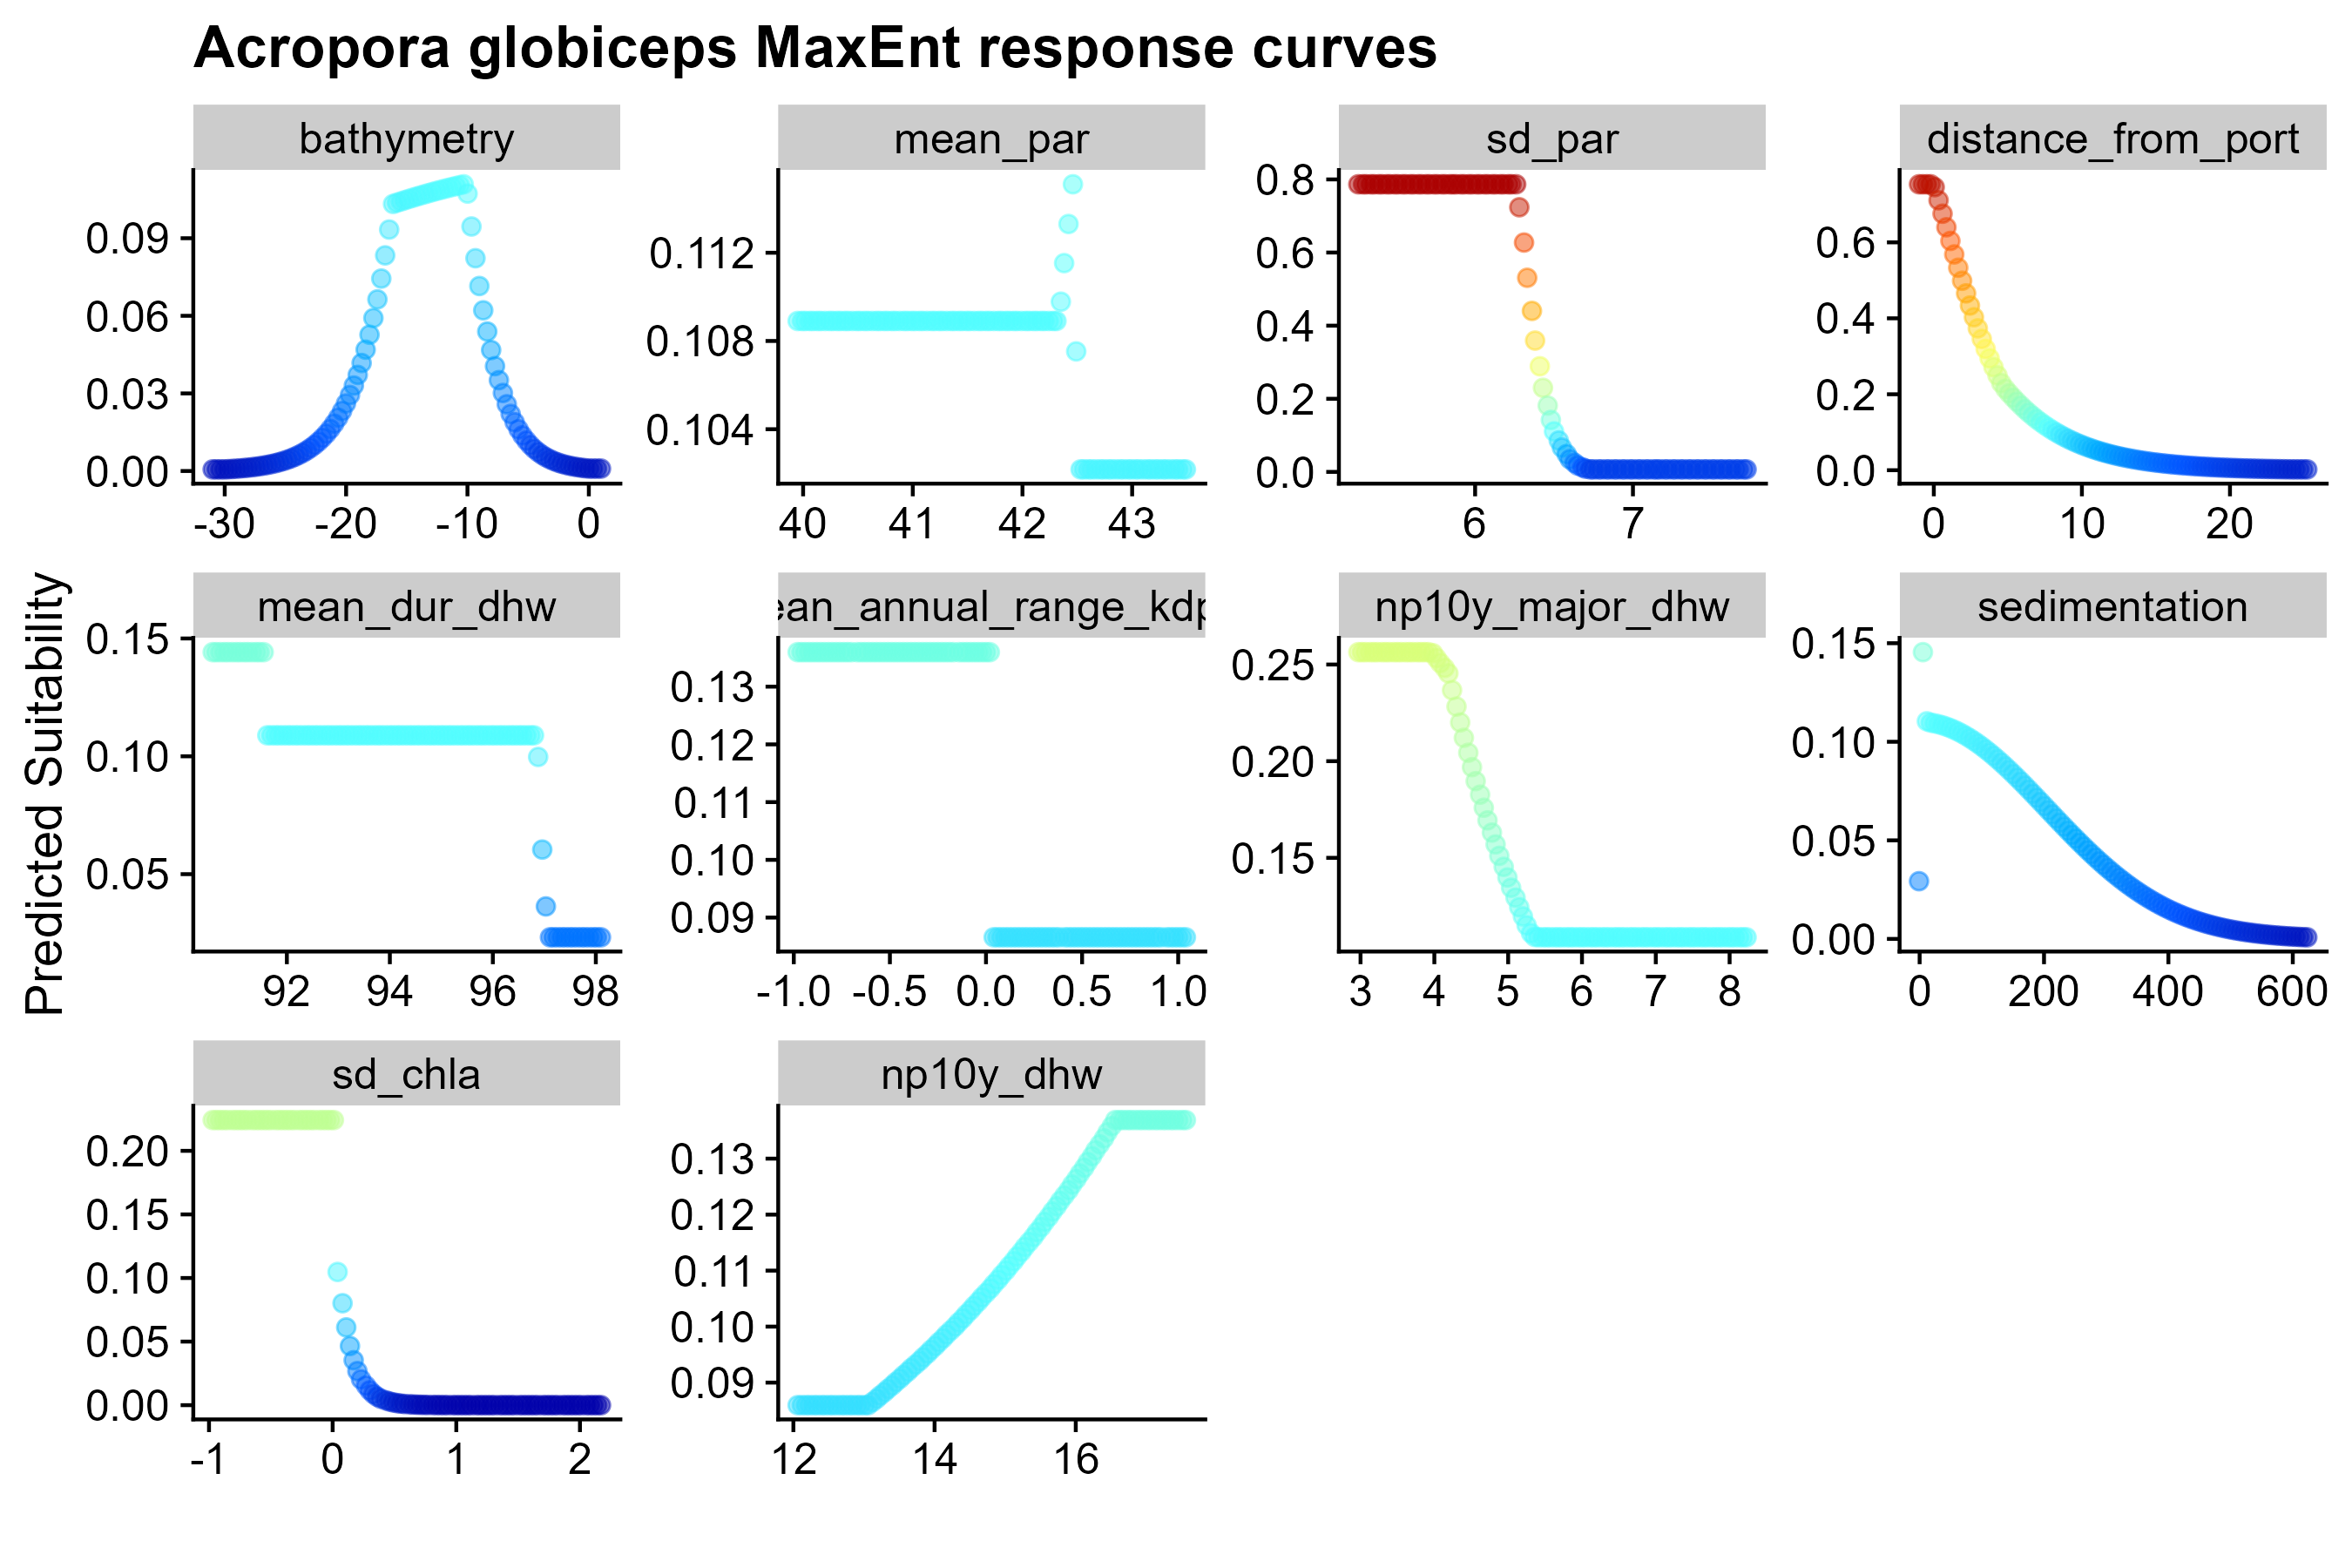 Acropora globiceps MaxEnt response curves
bathymetry mean_par sd_par distance_from_port
0.09 0.06 0.03 0.00
-30 -20 -10 0
0.112 0.108 0.104
40 41 42 43
0.8 0.6 0.4 0.2 0.0
6 7
0.6 0.4 0.2 0.0
0 10 20
Predicted Suitability
mean_dur_dhw ean_annual_range_kdp np10y_major_dhw sedimentation
0.15 0.10 0.05
92 94 96 98
0.13 0.12 0.11 0.10 0.09
-1.0 -0.5 0.0 0.5 1.0
0.25 0.20 0.15
3 4 5 6 7 8
0.15 0.10 0.05 0.00
0 200 400 600
sd_chla np10y_dhw
0.20 0.15 0.10 0.05 0.00
-1 0 1 2
0.13 0.12 0.11 0.10 0.09
12 14 16